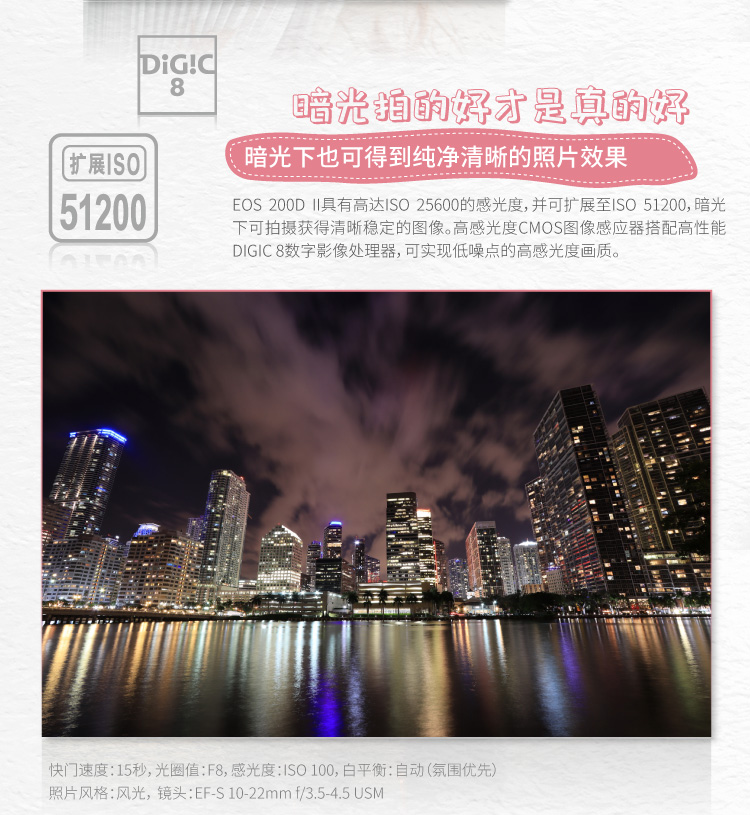 DiG!C
8
暗光拍的好才是真的好
扩展ISO
51200
暗光下也可得到纯净清晰的照片效果
EOS 200D II具有高达ISO 25600的感光度,并可扩展至ISO 51200,暗光
下可拍摄获得清晰稳定的图像。高感光度CMOS图像感应器搭配高性能
DIGIC 8数字影像处理器,可实现低噪点的高感光度画质。
快门速度:15秒,光圈值:F8,感光度:ISO 100,白平衡:自动(氛围优先)
照片风格:风光, 镜头:EF-S 10-22mm f/3.5-4.5 USM